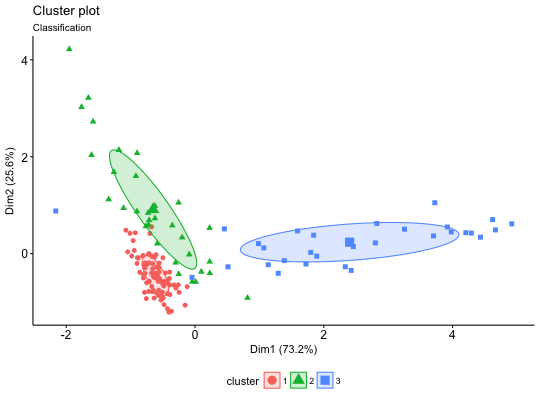 Cluster plot
Classification
4
2
0
Dim2 (25.6%)
-2 0 2 4
Dim1 (73.2%)
cluster 1 2 3